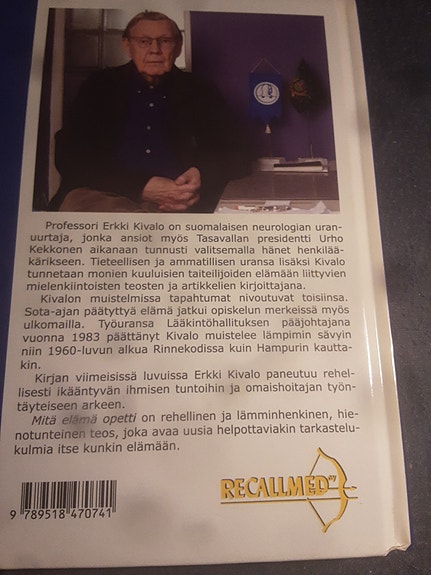 Professori Erkki Kivalo on suomalaisen neurologian uran-
uurtaja, jonka ansiot myös Tasavallan presidentti Urho
Kekkonen aikanaan tunnusti valitsemalla hänet henkilää-
kärikseen. Tieteellisen ja ammatillisen uransa lisäksi Kivalo
tunnetaan monien kuuluisien taiteilijoiden elämään liittyvien
mielenkiintoisten teosten ja artikkelien kirjoittajana.
Kivalon muistelmissa tapahtumat nivoutuvat toisiinsa.
Sota-ajan päätyttyä elämä jatkui opiskelun merkeissä myös
ulkomailla. Työuransa Lääkintöhallituksen pääjohtajana
vuonna 1983 päättänyt Kivalo muistelee lämpimin sävyin
niin 1960-luvun alkua Rinnekodissa kuin Hampurin kautta-
kin.
Kirjan viimeisissä luvuissa Erkki Kivalo paneutuu rehel-
lisesti ikääntyvän ihmisen tuntoihin ja omaishoitajan työn-
täyteiseen arkeen.
Mitä elämä opetti on rehellinen ja lämminhenkinen, hie-
notunteinen teos, joka avaa uusia helpottaviakin tarkastelu-
kulmia itse kunkin elämään.
RECALLMED OY
9 789518 470741